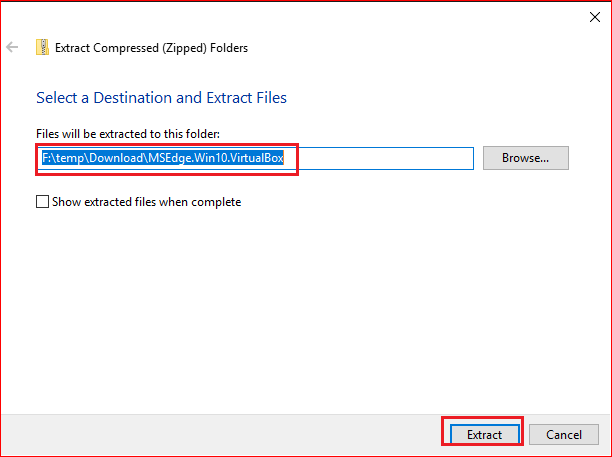 Extract Compressed (Zipped) Folders
Select a Destination and Extract Files
Files will be extracted to this folder:
F:\temp\Download\MSEdge.Win10.VirtualBox
Browse...
Show extracted files when complete
Extract
Cancel